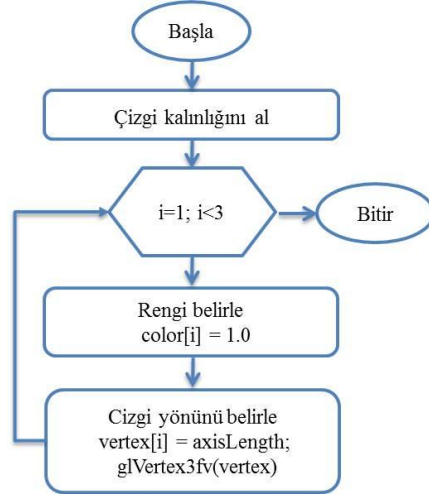 Başla
Çizgi kalınlığını al
i=1; i<3
Bitir
Rengi belirle
color[i] = 1.0
Cizgi yönünü belirle
vertex[i] = axisLength;
glVertex3fv(vertex)